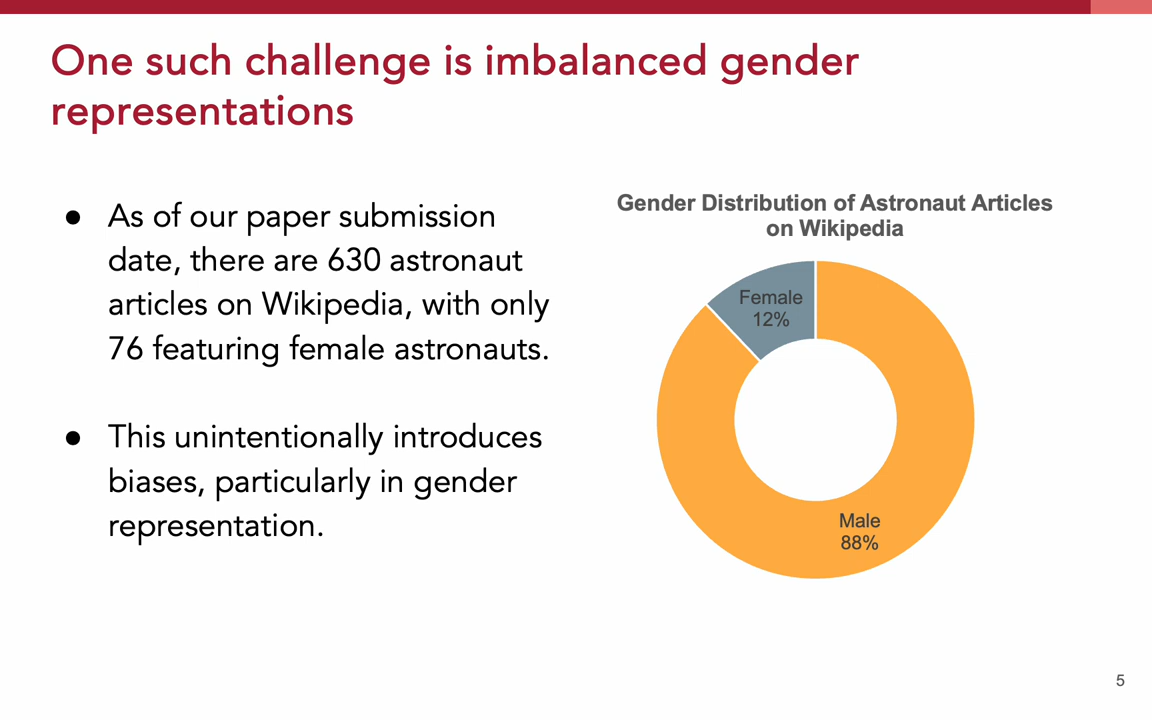 One such challenge is imbalanced gender
representations
● As of our paper submission
date, there are 630 astronaut
articles on Wikipedia, with only
76 featuring female astronauts.
● This unintentionally introduces
biases, particularly in gender
representation.
Gender Distribution of Astronaut Articles
on Wikipedia
Female
12%
Male
88%
5